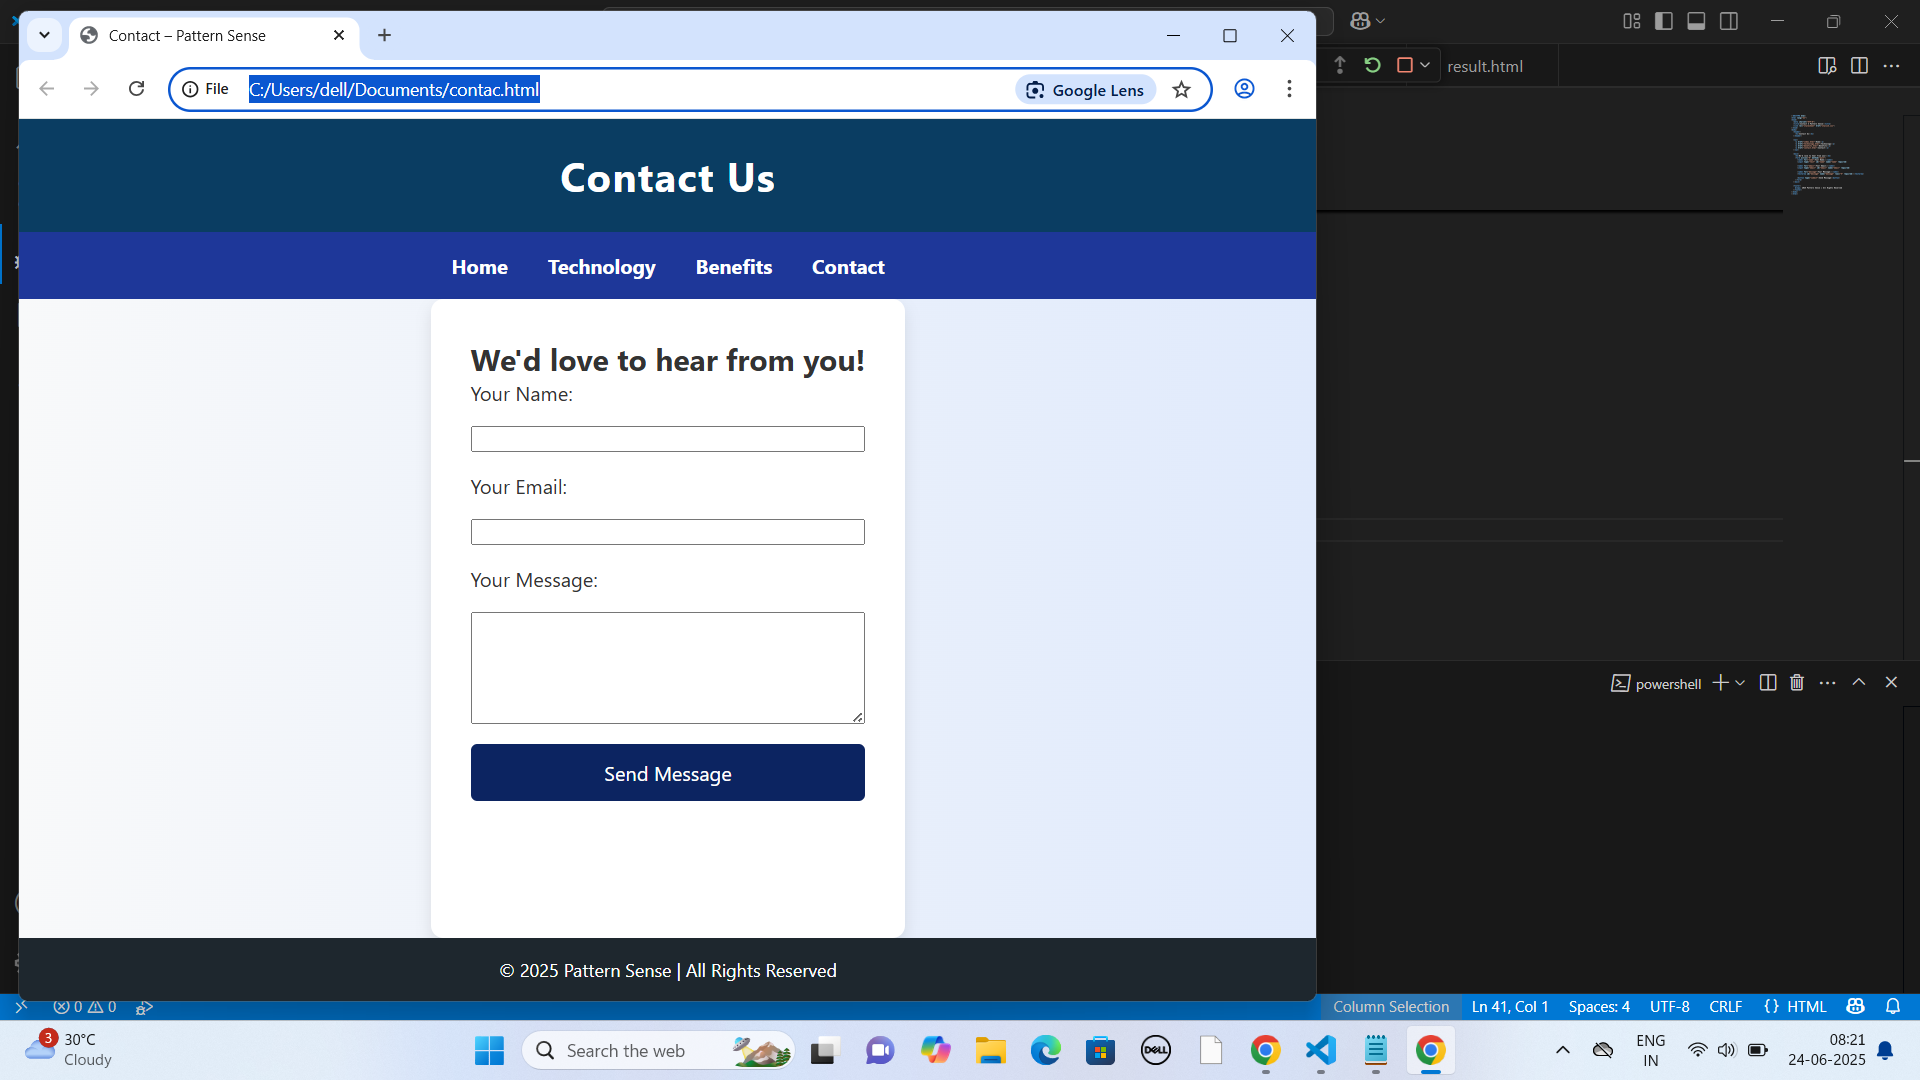 Contact – Pattern Sense
result.html
File C:/Users/dell/Documents/contac.html
Google Lens
Contact Us
Home Technology Benefits Contact
We'd love to hear from you!
Your Name:
Your Email:
Your Message:
powershell
Send Message
© 2025 Pattern Sense | All Rights Reserved
0 0
Column Selection Ln 41, Col 1 Spaces: 4 UTF-8 CRLF {} HTML
3
30°C
Cloudy
Search the web
DELL
ENG
IN
08:21
24-06-2025